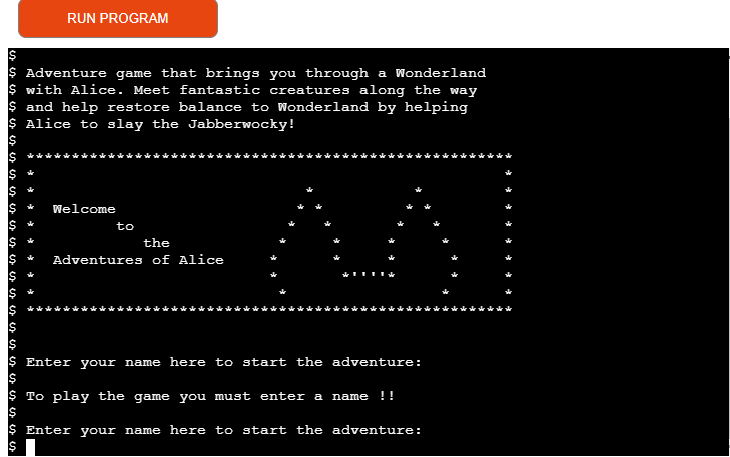 RUN PROGRAM
$
$ Adventure game that brings you through a Wonderland
$ with Alice. Meet fantastic creatures along the way
$ and help restore balance to Wonderland by helping
$ Alice to slay the Jabberwocky!
$
$ ******************************************************
$ *                                                    *
$ *                              *           *         *
$ *  Welcome                    * *         * *        *
$ *         to                 *   *       *   *       *
$ *            the            *     *     *     *      *
$ *  Adventures of Alice     *      *     *      *     *
$ *                          *       *''''*      *     *
$ *                           *                 *      *
$ ******************************************************
$
$
$ Enter your name here to start the adventure:
$
$ To play the game you must enter a name !!
$
$ Enter your name here to start the adventure:
$